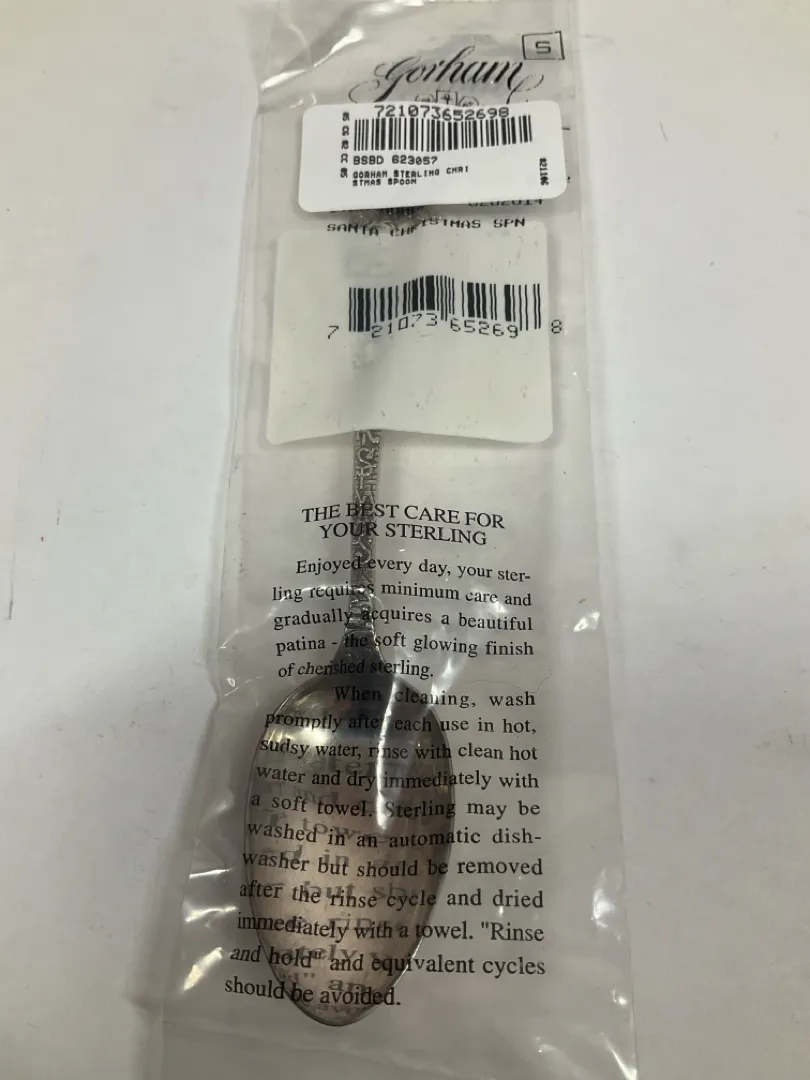 S
Gorham
721073652698
BSBD 623057
GORHAM STERLING CHRI
STMAS SPOON
SANTA CHRISTMAS SPN
7 21073 65269 8
THE BEST CARE FOR
YOUR STERLING
Enjoyed every day, your ster-
ling requires minimum care and
gradually acquires a beautiful
patina - the soft glowing finish
of cherished sterling.
When cleaning, wash
promptly after each use in hot,
sudsy water, rinse with clean hot
water and dry immediately with
a soft towel. Sterling may be
washed in an automatic dish-
washer but should be removed
after the rinse cycle and dried
immediately with a towel. "Rinse
and hold" and equivalent cycles
should be avoided.